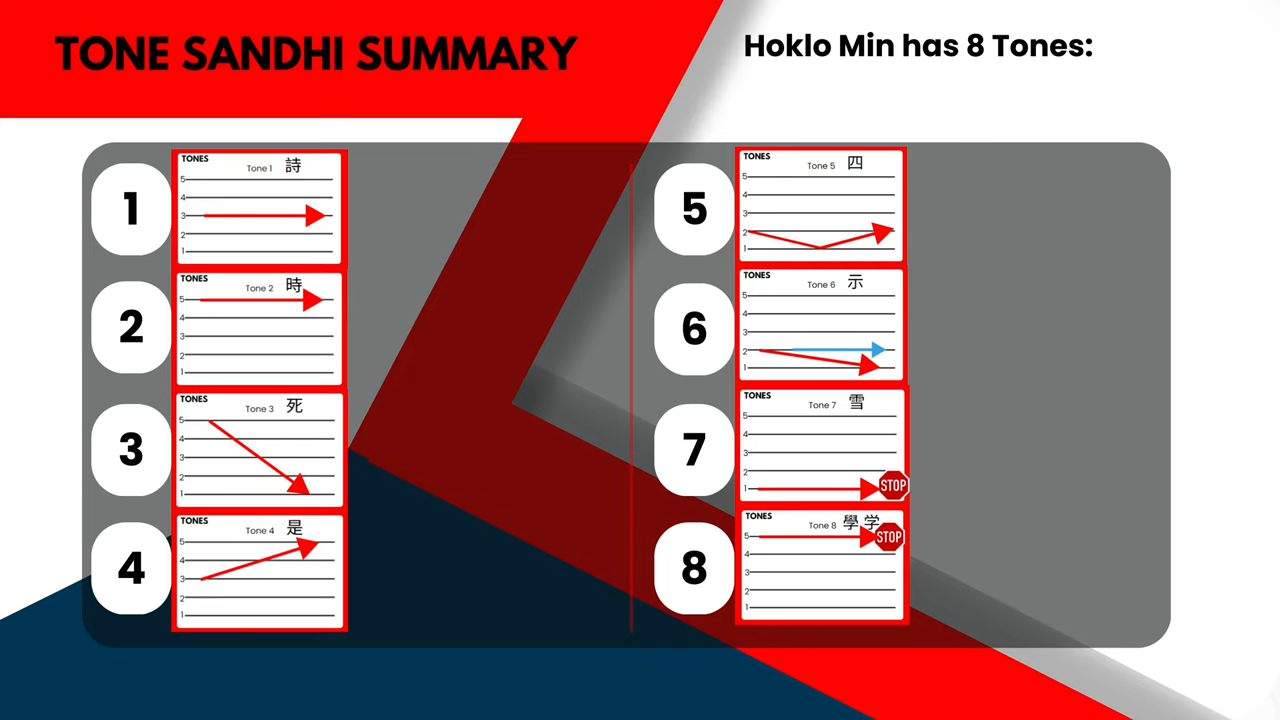 TONE SANDHI SUMMARY
Hoklo Min has 8 Tones:
1
TONES
Tone 1 詩
5
4
3
2
1
2
TONES
Tone 2 時
5
4
3
2
1
3
TONES
Tone 3 死
5
4
3
2
1
4
TONES
Tone 4 是
5
4
3
2
1
5
TONES
Tone 5 四
5
4
3
2
1
6
TONES
Tone 6 示
5
4
3
2
1
7
TONES
Tone 7 雪
5
4
3
2
1
STOP
8
TONES
Tone 8 學 学
5
STOP
4
3
2
1